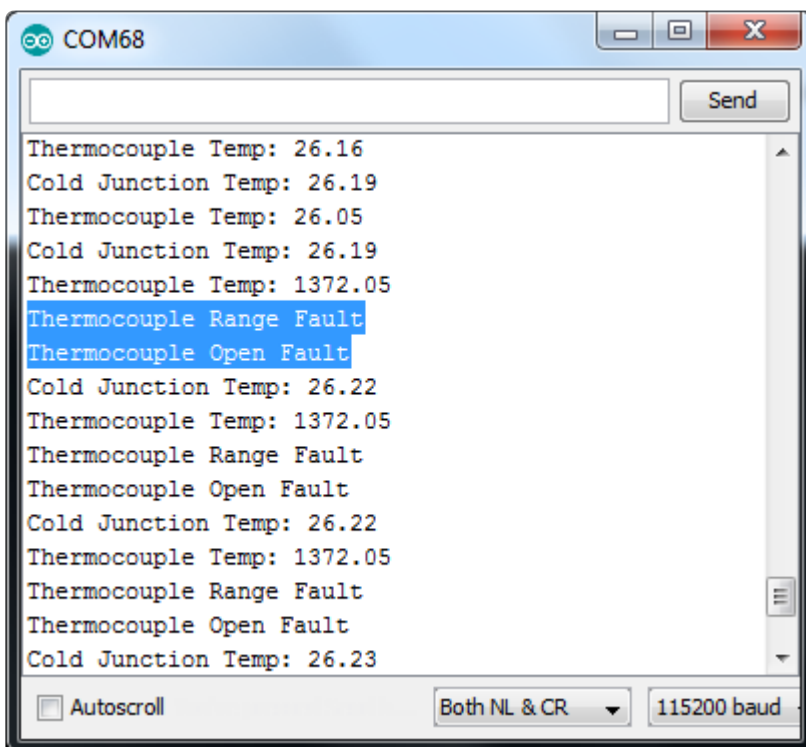 COM68
Send
Thermocouple Temp: 26.16
Cold Junction Temp: 26.19
Thermocouple Temp: 26.05
Cold Junction Temp: 26.19
Thermocouple Temp: 1372.05
Thermocouple Range Fault
Thermocouple Open Fault
Cold Junction Temp: 26.22
Thermocouple Temp: 1372.05
Thermocouple Range Fault
Thermocouple Open Fault
Cold Junction Temp: 26.22
Thermocouple Temp: 1372.05
Thermocouple Range Fault
Thermocouple Open Fault
Cold Junction Temp: 26.23
Autoscroll Both NL & CR 115200 baud